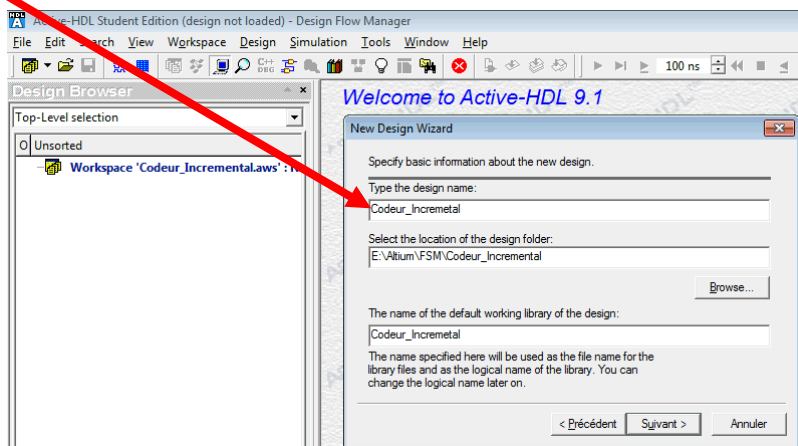 Active-HDL Student Edition (design not loaded) - Design Flow Manager
File Edit Search View Workspace Design Simulation Tools Window Help
100 ns
Design Browser
Welcome to Active-HDL 9.1
Top-Level selection
New Design Wizard
O Unsorted
Specify basic information about the new design.
Workspace 'Codeur_Incremental.aws' :
Type the design name:
Codeur_Incremetal
Select the location of the design folder:
E:\Altium\FSM\Codeur_Incremental
Browse...
The name of the default working library of the design:
Codeur_Incremetal
The name specified here will be used as the file name for the
library files and as the logical name of the library. You can
change the logical name later on.
< Précédent Suivant > Annuler